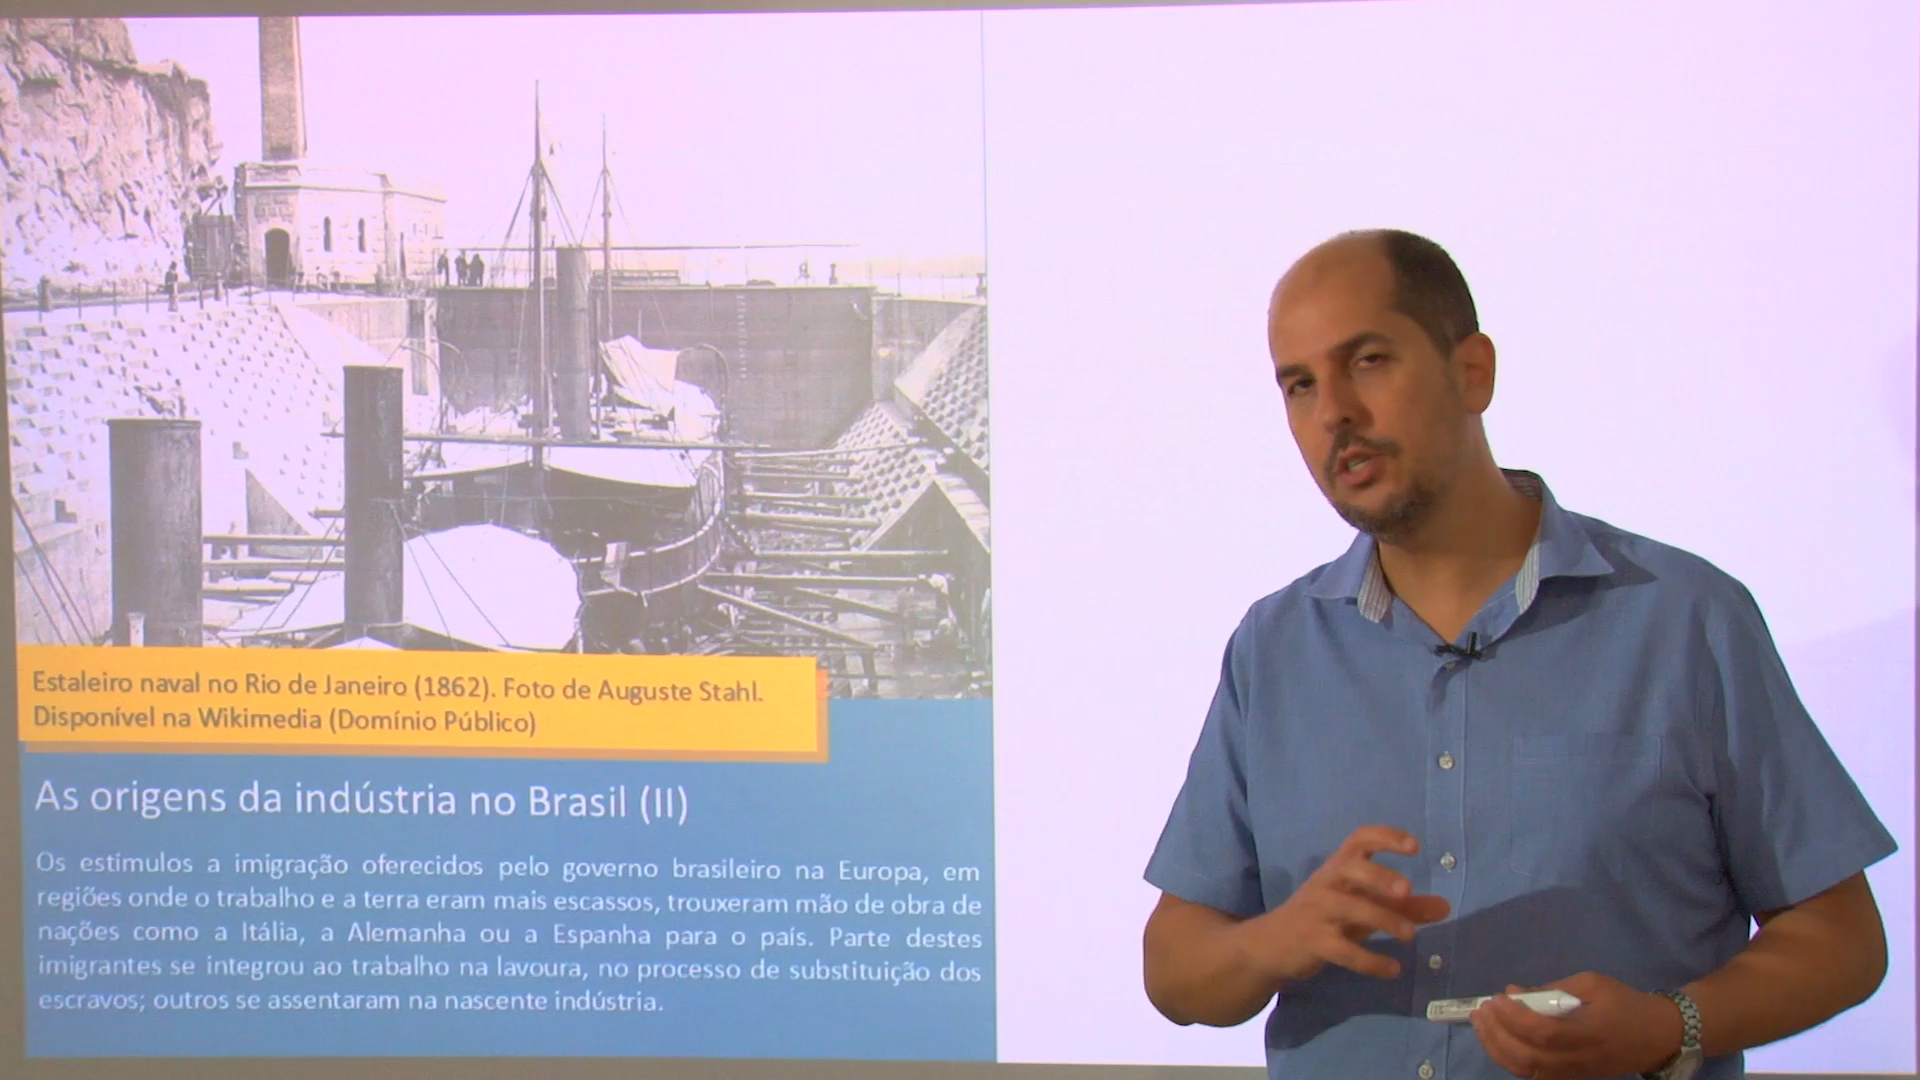 Estaleiro naval no Rio de Janeiro (1862). Foto de Auguste Stahl.
Disponível na Wikimedia (Domínio Público)
As origens da indústria no Brasil (II)
Os estímulos a imigração oferecidos pelo governo brasileiro na Europa, em
regiões onde o trabalho e a terra eram mais escassos, trouxeram mão de obra de
nações como a Itália, a Alemanha ou a Espanha para o país. Parte destes
imigrantes se integrou ao trabalho na lavoura, no processo de substituição dos
escravos; outros se assentaram na nascente indústria.